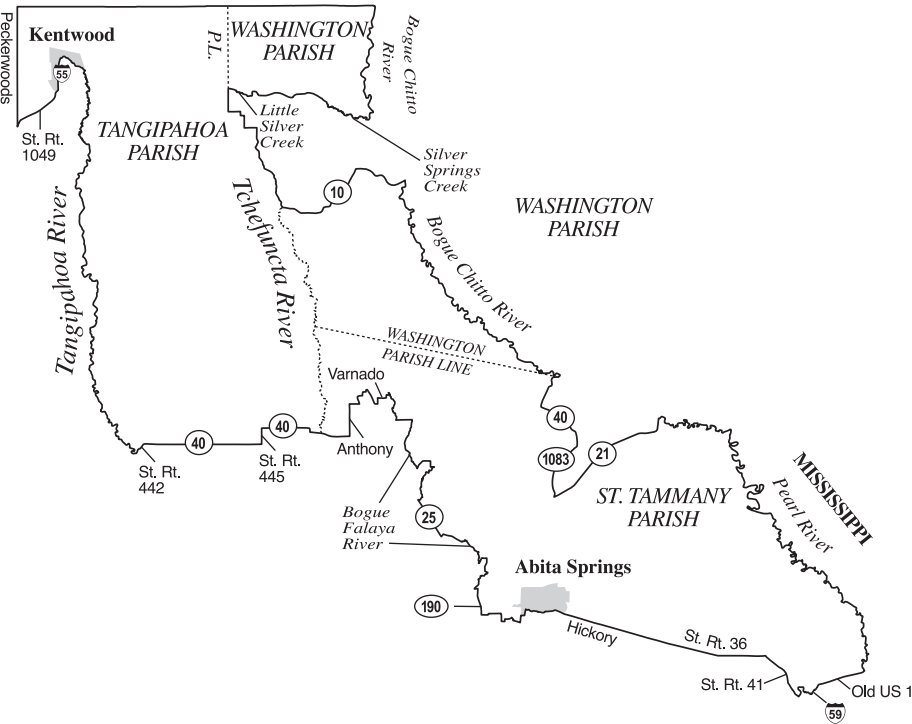 Peckerwoods
Kentwood
55
St. Rt.
1049
TANGIPAHOA
PARISH
P.L.
WASHINGTON
PARISH
Bogue Chitto
River
Little
Silver
Creek
Silver
Springs
Creek
10
WASHINGTON
PARISH
Tangipahoa River
Tchefuncta River
Bogue Chitto River
WASHINGTON
PARISH LINE
Varnado
40
40
Anthony
St. Rt.
442
St. Rt.
445
40
1083
21
ST. TAMMANY
PARISH
MISSISSIPPI
Pearl River
Bogue
Falaya
River
25
Abita Springs
190
Hickory
St. Rt. 36
St. Rt. 41
Old US 1
59